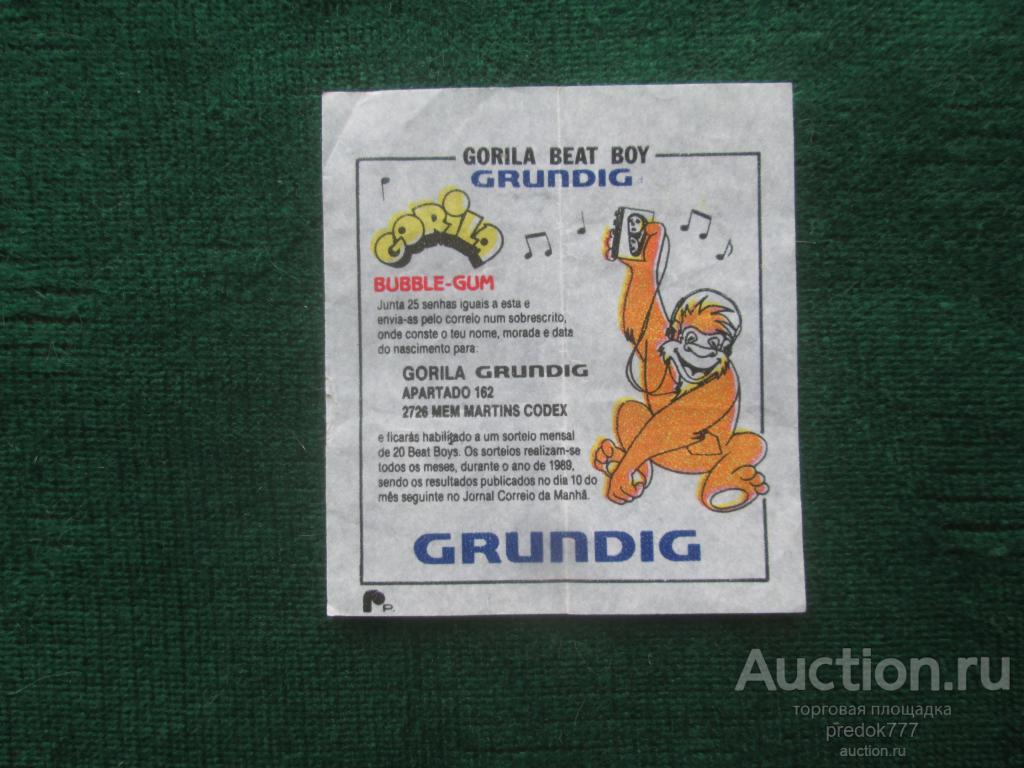 GORILA BEAT BOY
GRUNDIG
GORILA
BUBBLE-GUM
Junta 25 senhas iguais a esta e
envia-as pelo correio num sobrescrito,
onde conste o teu nome, morada e data
do nascimento para:
GORILA GRUNDIG
APARTADO 162
2726 MEM MARTINS CODEX
e ficarás habilitado a um sorteio mensal
de 20 Beat Boys. Os sorteios realizam-se
todos os meses, durante o ano de 1989,
sendo os resultados publicados no dia 10 do
mês seguinte no Jornal Correio da Manhã.
GRUNDIG
P.
Auction.ru
торговая площадка
predok777
auction.ru